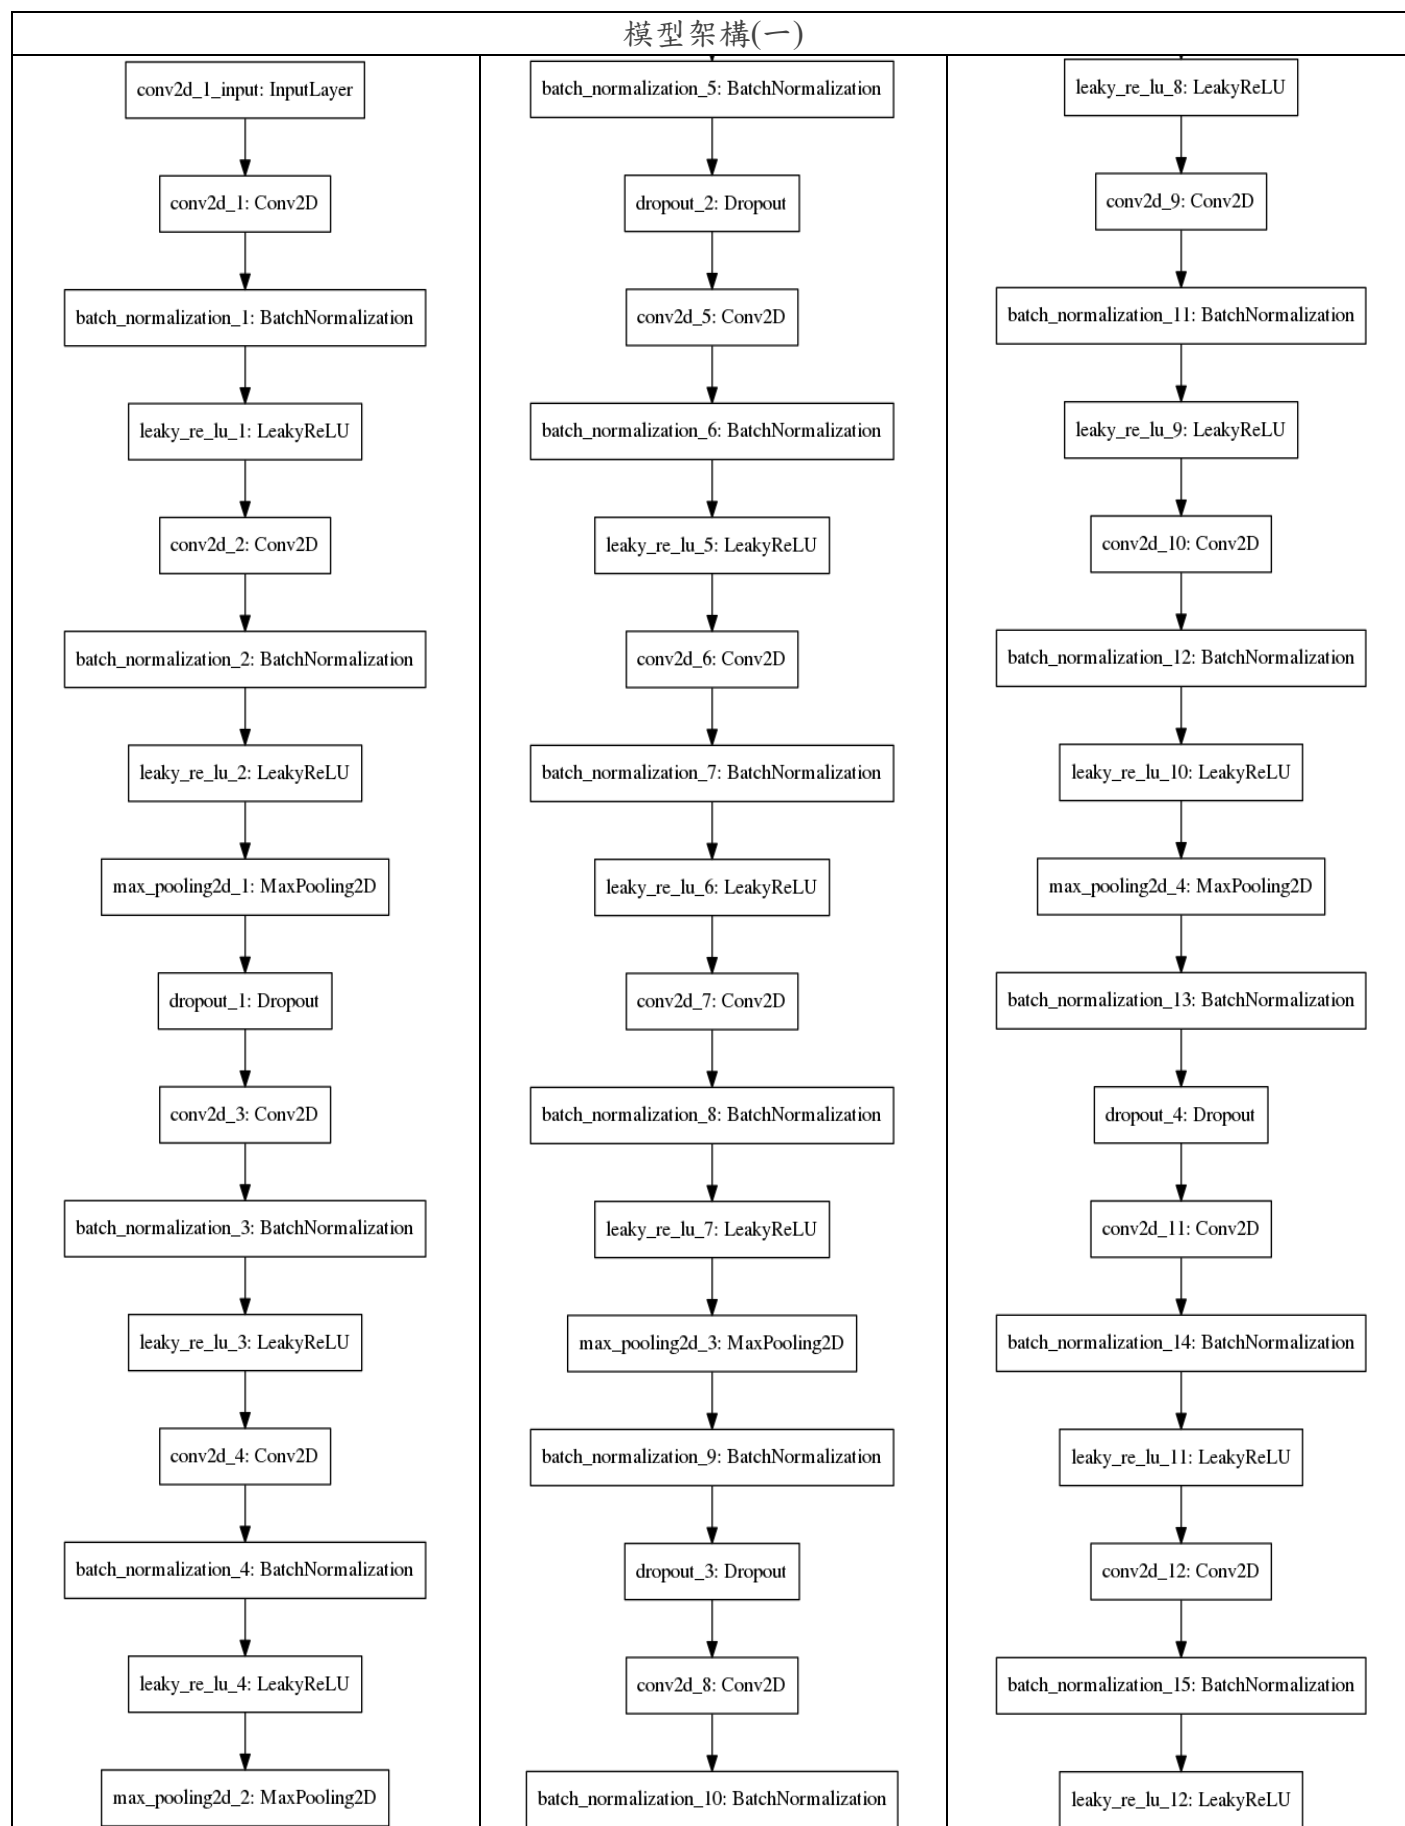 模型架構(一)
conv2d_1_input: InputLayer
conv2d_1: Conv2D
batch_normalization_1: BatchNormalization
leaky_re_lu_1: LeakyReLU
conv2d_2: Conv2D
batch_normalization_2: BatchNormalization
leaky_re_lu_2: LeakyReLU
max_pooling2d_1: MaxPooling2D
dropout_1: Dropout
conv2d_3: Conv2D
batch_normalization_3: BatchNormalization
leaky_re_lu_3: LeakyReLU
conv2d_4: Conv2D
batch_normalization_4: BatchNormalization
leaky_re_lu_4: LeakyReLU
max_pooling2d_2: MaxPooling2D
batch_normalization_5: BatchNormalization
dropout_2: Dropout
conv2d_5: Conv2D
batch_normalization_6: BatchNormalization
leaky_re_lu_5: LeakyReLU
conv2d_6: Conv2D
batch_normalization_7: BatchNormalization
leaky_re_lu_6: LeakyReLU
conv2d_7: Conv2D
batch_normalization_8: BatchNormalization
leaky_re_lu_7: LeakyReLU
max_pooling2d_3: MaxPooling2D
batch_normalization_9: BatchNormalization
dropout_3: Dropout
conv2d_8: Conv2D
batch_normalization_10: BatchNormalization
leaky_re_lu_8: LeakyReLU
conv2d_9: Conv2D
batch_normalization_11: BatchNormalization
leaky_re_lu_9: LeakyReLU
conv2d_10: Conv2D
batch_normalization_12: BatchNormalization
leaky_re_lu_10: LeakyReLU
max_pooling2d_4: MaxPooling2D
batch_normalization_13: BatchNormalization
dropout_4: Dropout
conv2d_11: Conv2D
batch_normalization_14: BatchNormalization
leaky_re_lu_11: LeakyReLU
conv2d_12: Conv2D
batch_normalization_15: BatchNormalization
leaky_re_lu_12: LeakyReLU